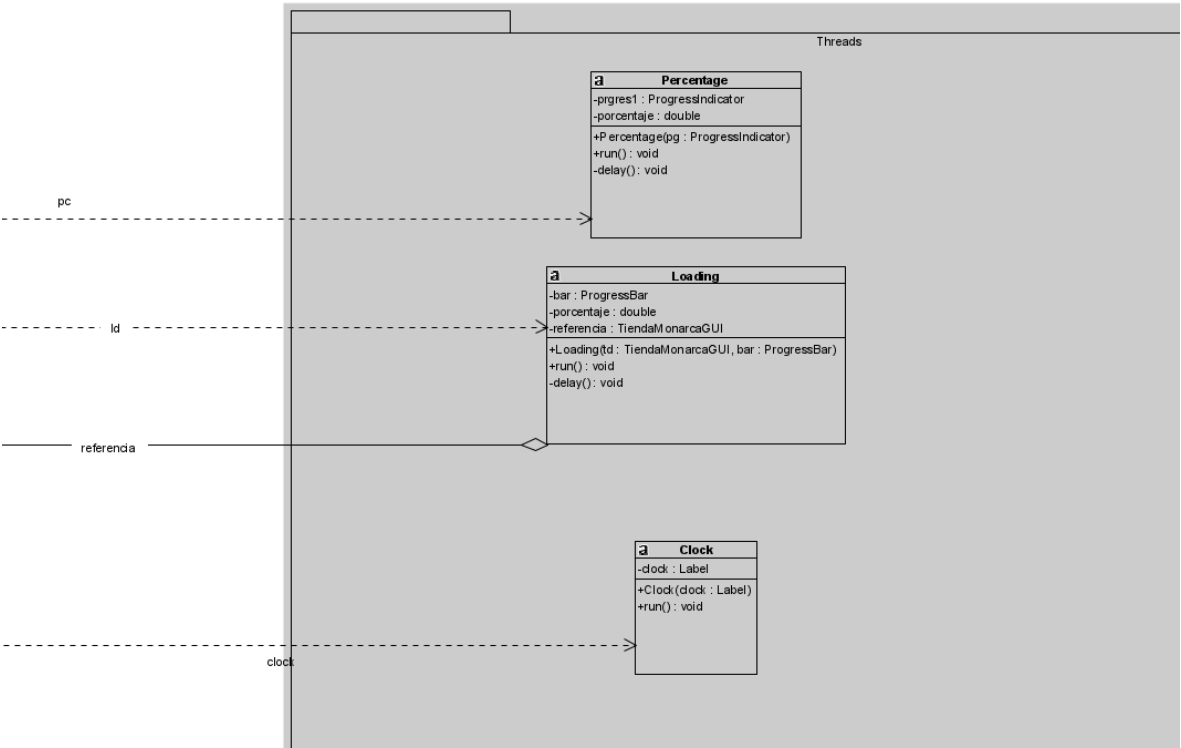 Threads
a Percentage
-prgres1 : ProgressIndicator
-porcentaje : double
+Percentage(pg : ProgressIndicator)
+run() : void
-delay() : void
pc
a Loading
-bar : ProgressBar
-porcentaje : double
-referencia : TiendaMonarcaGUI
+Loading(td : TiendaMonarcaGUI, bar : ProgressBar)
+run() : void
-delay() : void
ld
referencia
a Clock
-clock : Label
+Clock(clock : Label)
+run() : void
clock